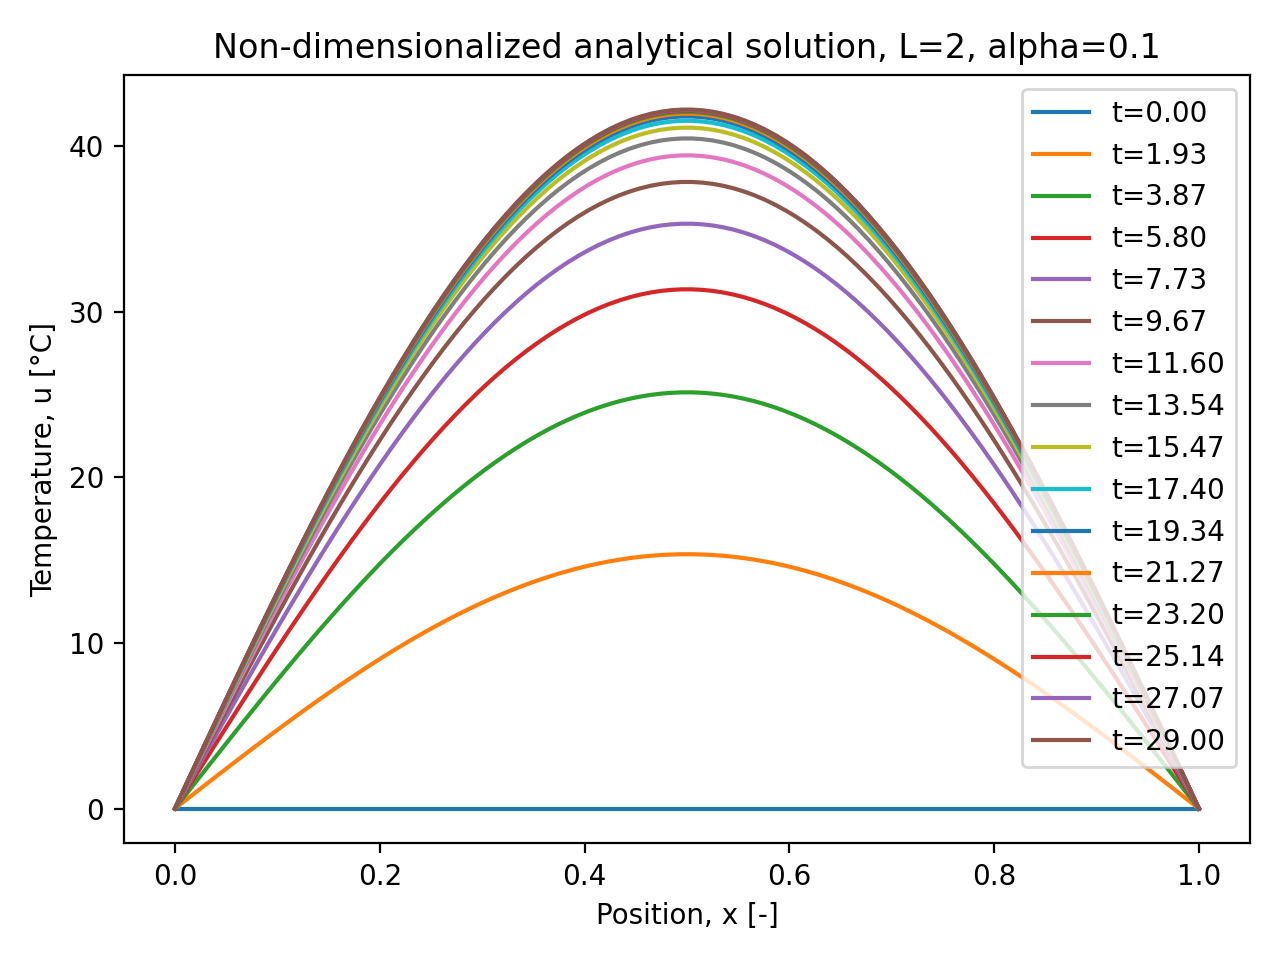 Non-dimensionalized analytical solution, L=2, alpha=0.1
Temperature, u [°C]
40
30
20
10
0
0.0 0.2 0.4 0.6 0.8 1.0
Position, x [-]
t=0.00
t=1.93
t=3.87
t=5.80
t=7.73
t=9.67
t=11.60
t=13.54
t=15.47
t=17.40
t=19.34
t=21.27
t=23.20
t=25.14
t=27.07
t=29.00